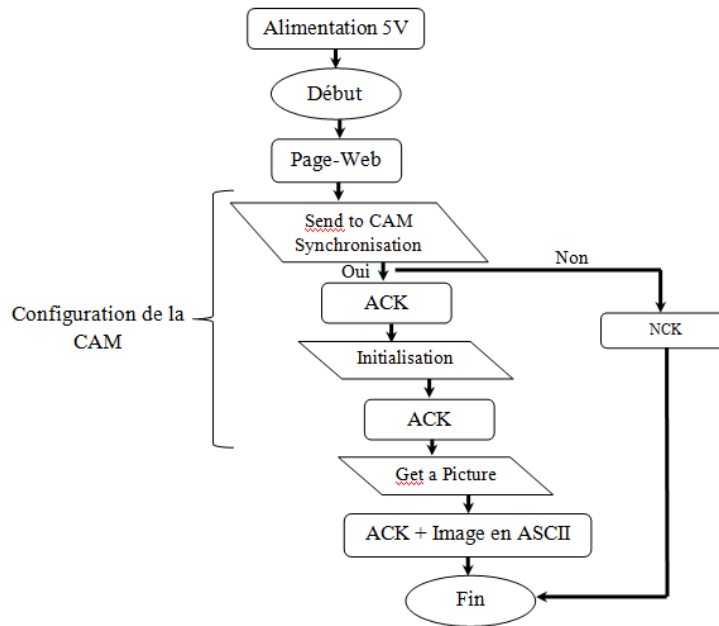 Alimentation 5V
Début
Page-Web
Send to CAM
Synchronisation
Oui
Non
Configuration de la
CAM
ACK
NCK
Initialisation
ACK
Get a Picture
ACK + Image en ASCII
Fin